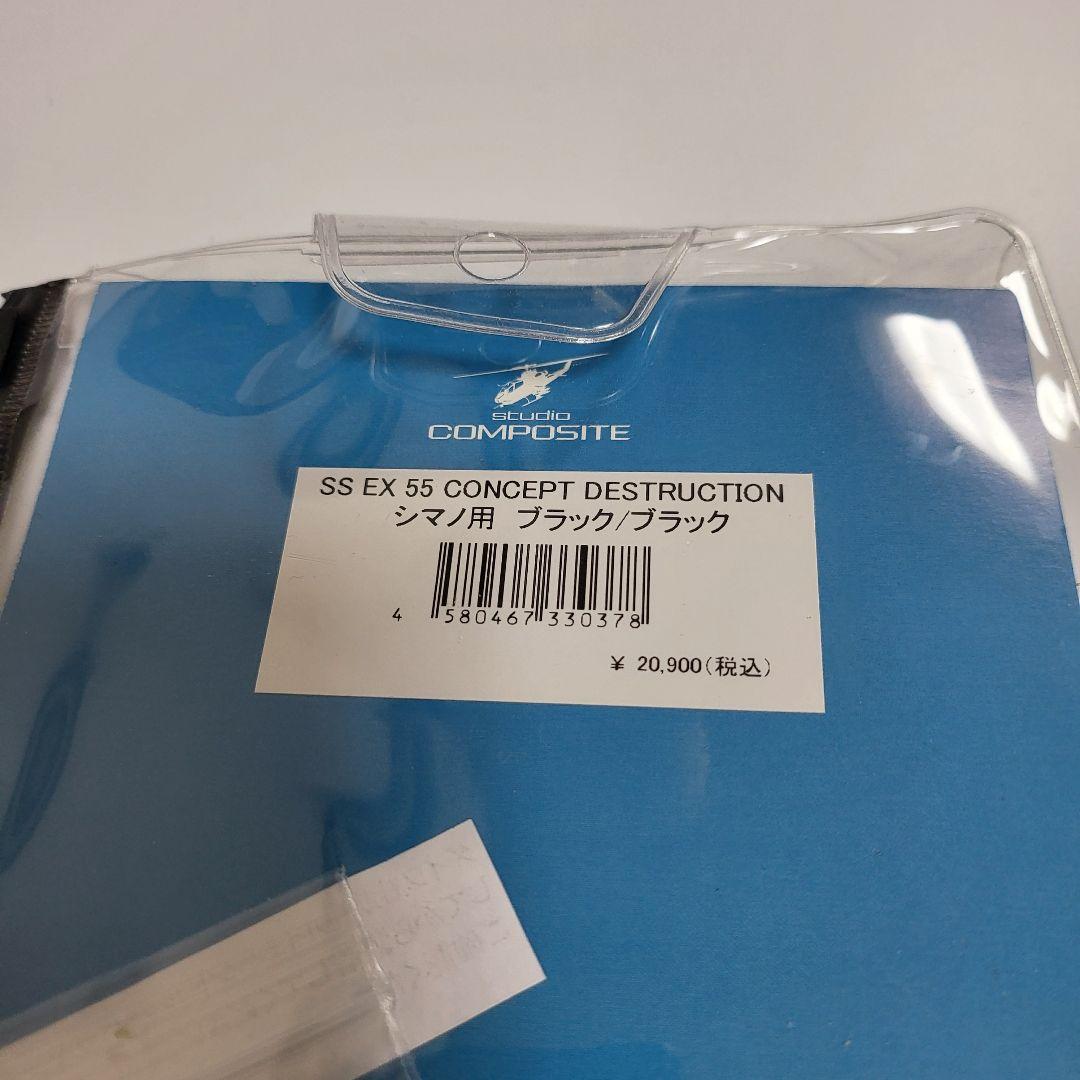 studio
COMPOSITE
SS EX 55 CONCEPT DESTRUCTION
シマノ用 ブラック/ブラック
4 580467 330378
¥ 20,900(税込)